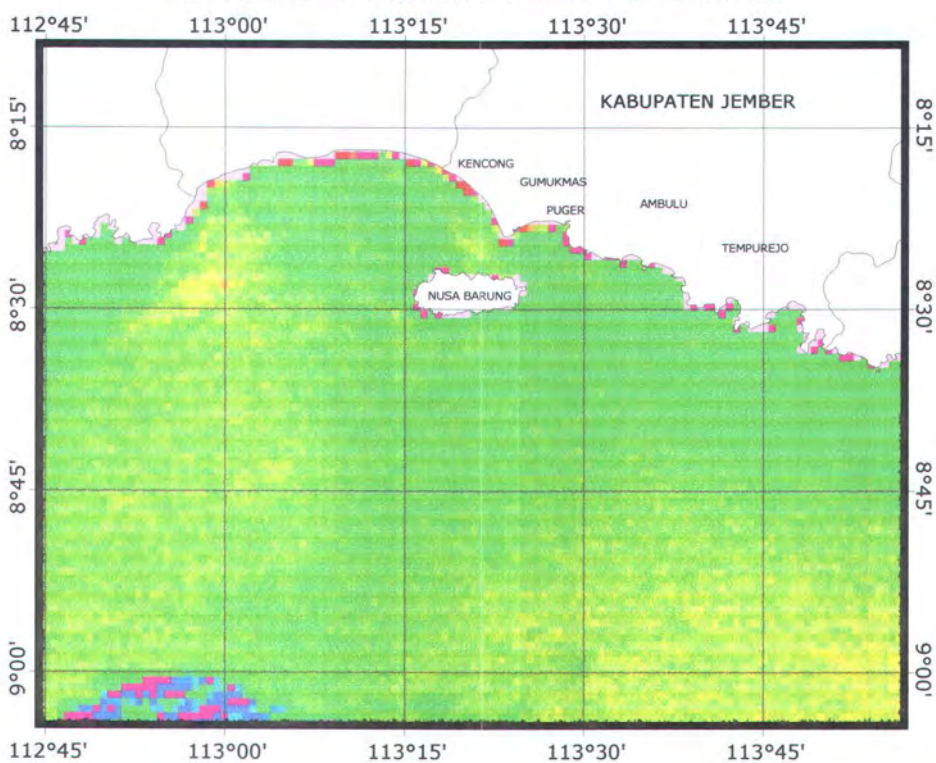 112°45' 113°00' 113°15' 113°30' 113°45'
KABUPATEN JEMBER
8°15' 8°15'
KENCONG
GUMUKMAS
PUGER
AMBULU
TEMPUREJO
NUSA BARUNG
8°30' 8°30'
8°45' 8°45'
9°00' 9°00'
112°45' 113°00' 113°15' 113°30' 113°45'